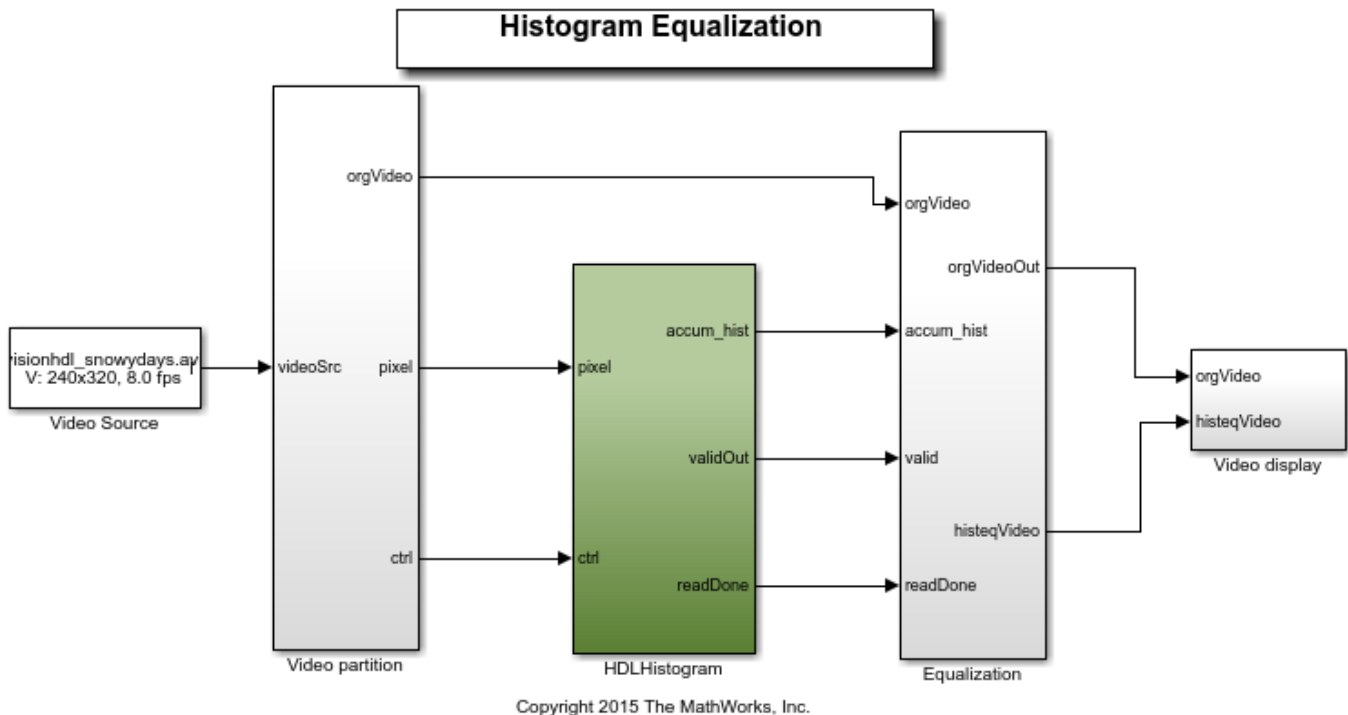 Histogram Equalization
visionhdl_snowydays.av
V: 240x320, 8.0 fps
I
Video Source
videoSrc
orgVideo
pixel
ctrl
Video partition
pixel
ctrl
accum_hist
validOut
readDone
HDLHistogram
orgVideo
accum_hist
valid
readDone
orgVideoOut
histeqVideo
Equalization
orgVideo
histeqVideo
Video display
Copyright 2015 The MathWorks, Inc.